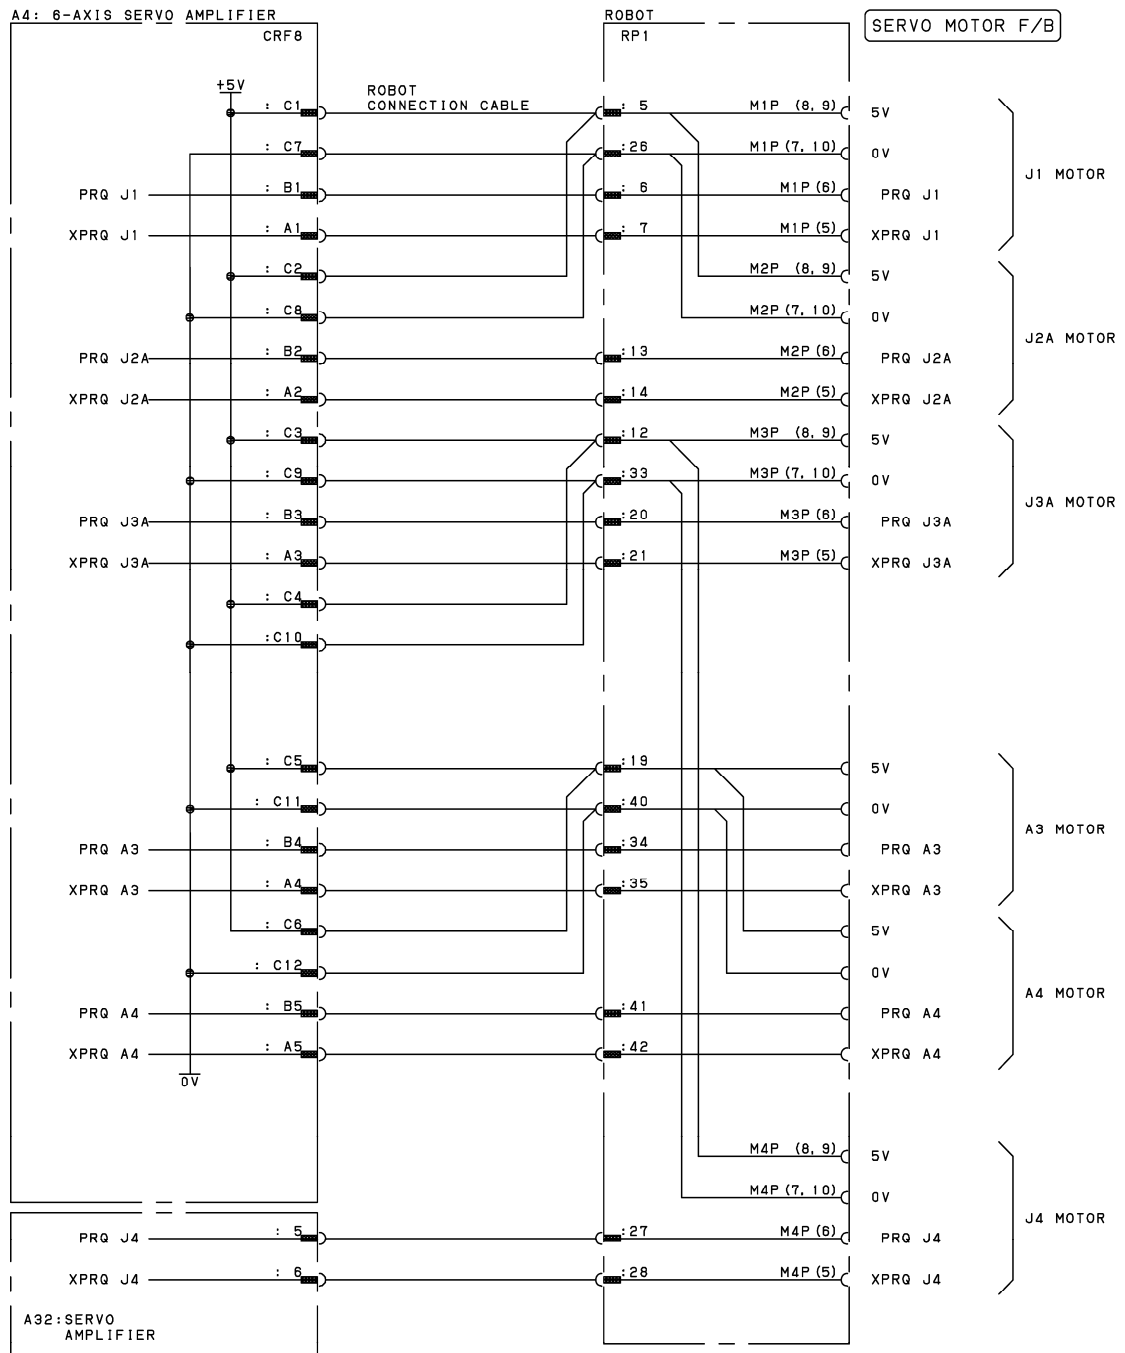 A4: 6-AXIS SERVO AMPLIFIER
ROBOT
SERVO MOTOR F/B
CRF8
RP1
+5V
ROBOT
CONNECTION CABLE
: C1
: 5
M1P (8, 9)
5V
: C7
:26
M1P(7, 10)
0V
J1 MOTOR
PRQ J1
: B1
: 6
M1P(6)
PRQ J1
XPRQ J1
: A1
: 7
M1P(5)
XPRQ J1
: C2
M2P (8, 9)
5V
: C8
M2P(7, 10)
0V
J2A MOTOR
PRQ J2A
: B2
:13
M2P(6)
PRQ J2A
XPRQ J2A
: A2
:14
M2P(5)
XPRQ J2A
: C3
:12
M3P (8, 9)
5V
: C9
:33
M3P(7, 10)
0V
J3A MOTOR
PRQ J3A
: B3
:20
M3P(6)
PRQ J3A
XPRQ J3A
: A3
:21
M3P(5)
XPRQ J3A
: C4
:C10
: C5
:19
5V
: C11
:40
0V
A3 MOTOR
PRQ A3
: B4
:34
PRQ A3
XPRQ A3
: A4
:35
XPRQ A3
: C6
5V
: C12
0V
A4 MOTOR
PRQ A4
: B5
:41
PRQ A4
XPRQ A4
: A5
:42
XPRQ A4
0V
M4P (8, 9)
5V
M4P(7, 10)
0V
J4 MOTOR
PRQ J4
: 5
:27
M4P(6)
PRQ J4
XPRQ J4
: 6
:28
M4P(5)
XPRQ J4
A32:SERVO
AMPLIFIER